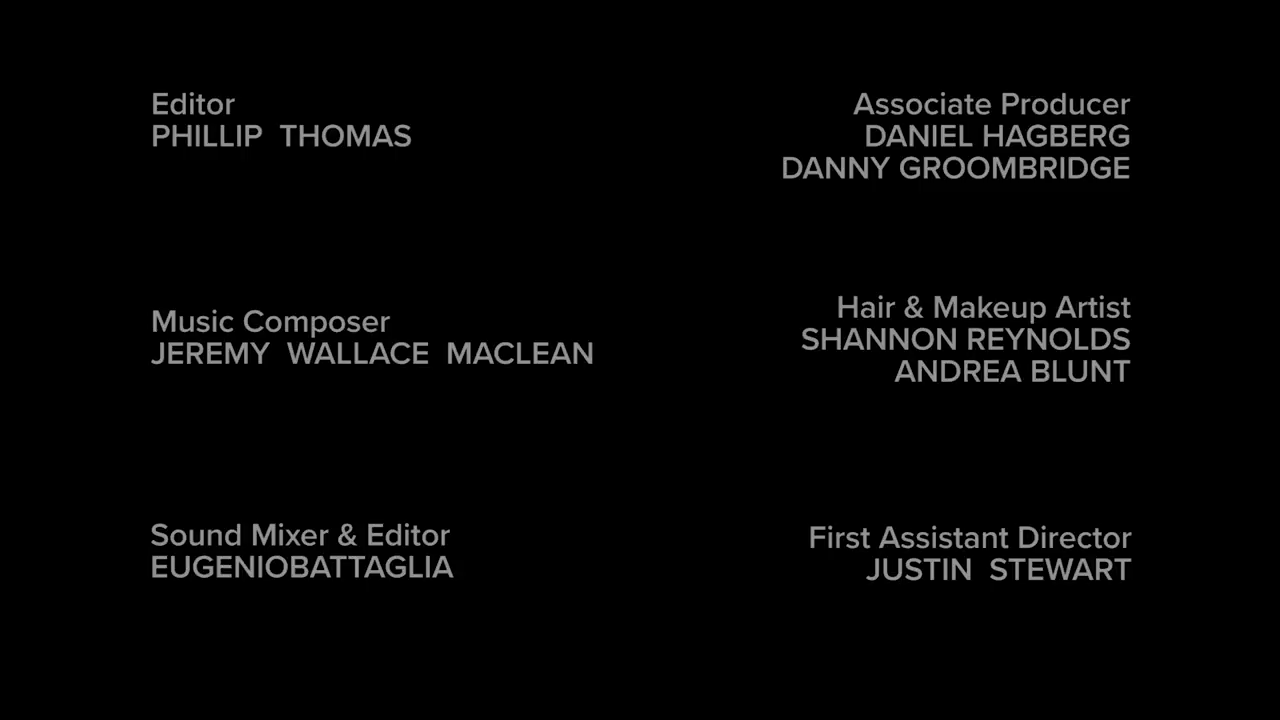 Editor
PHILLIP THOMAS
Associate Producer
DANIEL HAGBERG
DANNY GROOMBRIDGE
Music Composer
JEREMY WALLACE MACLEAN
Hair & Makeup Artist
SHANNON REYNOLDS
ANDREA BLUNT
Sound Mixer & Editor
EUGENIOBATTAGLIA
First Assistant Director
JUSTIN STEWART